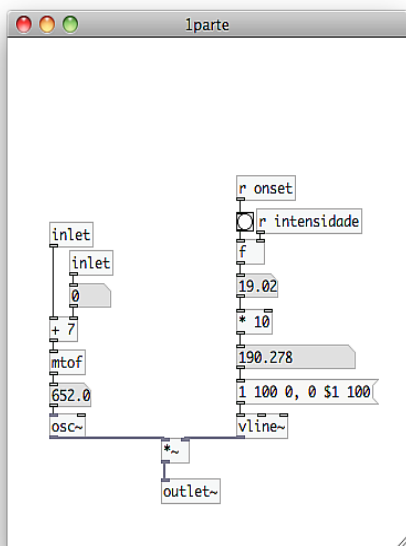 1parte
r onset
r intensidade
inlet
f
inlet
19.02
0
* 10
+ 7
190.278
mtof
652.0
1 100 0, 0 $1 100
osc~
vline~
*~
outlet~